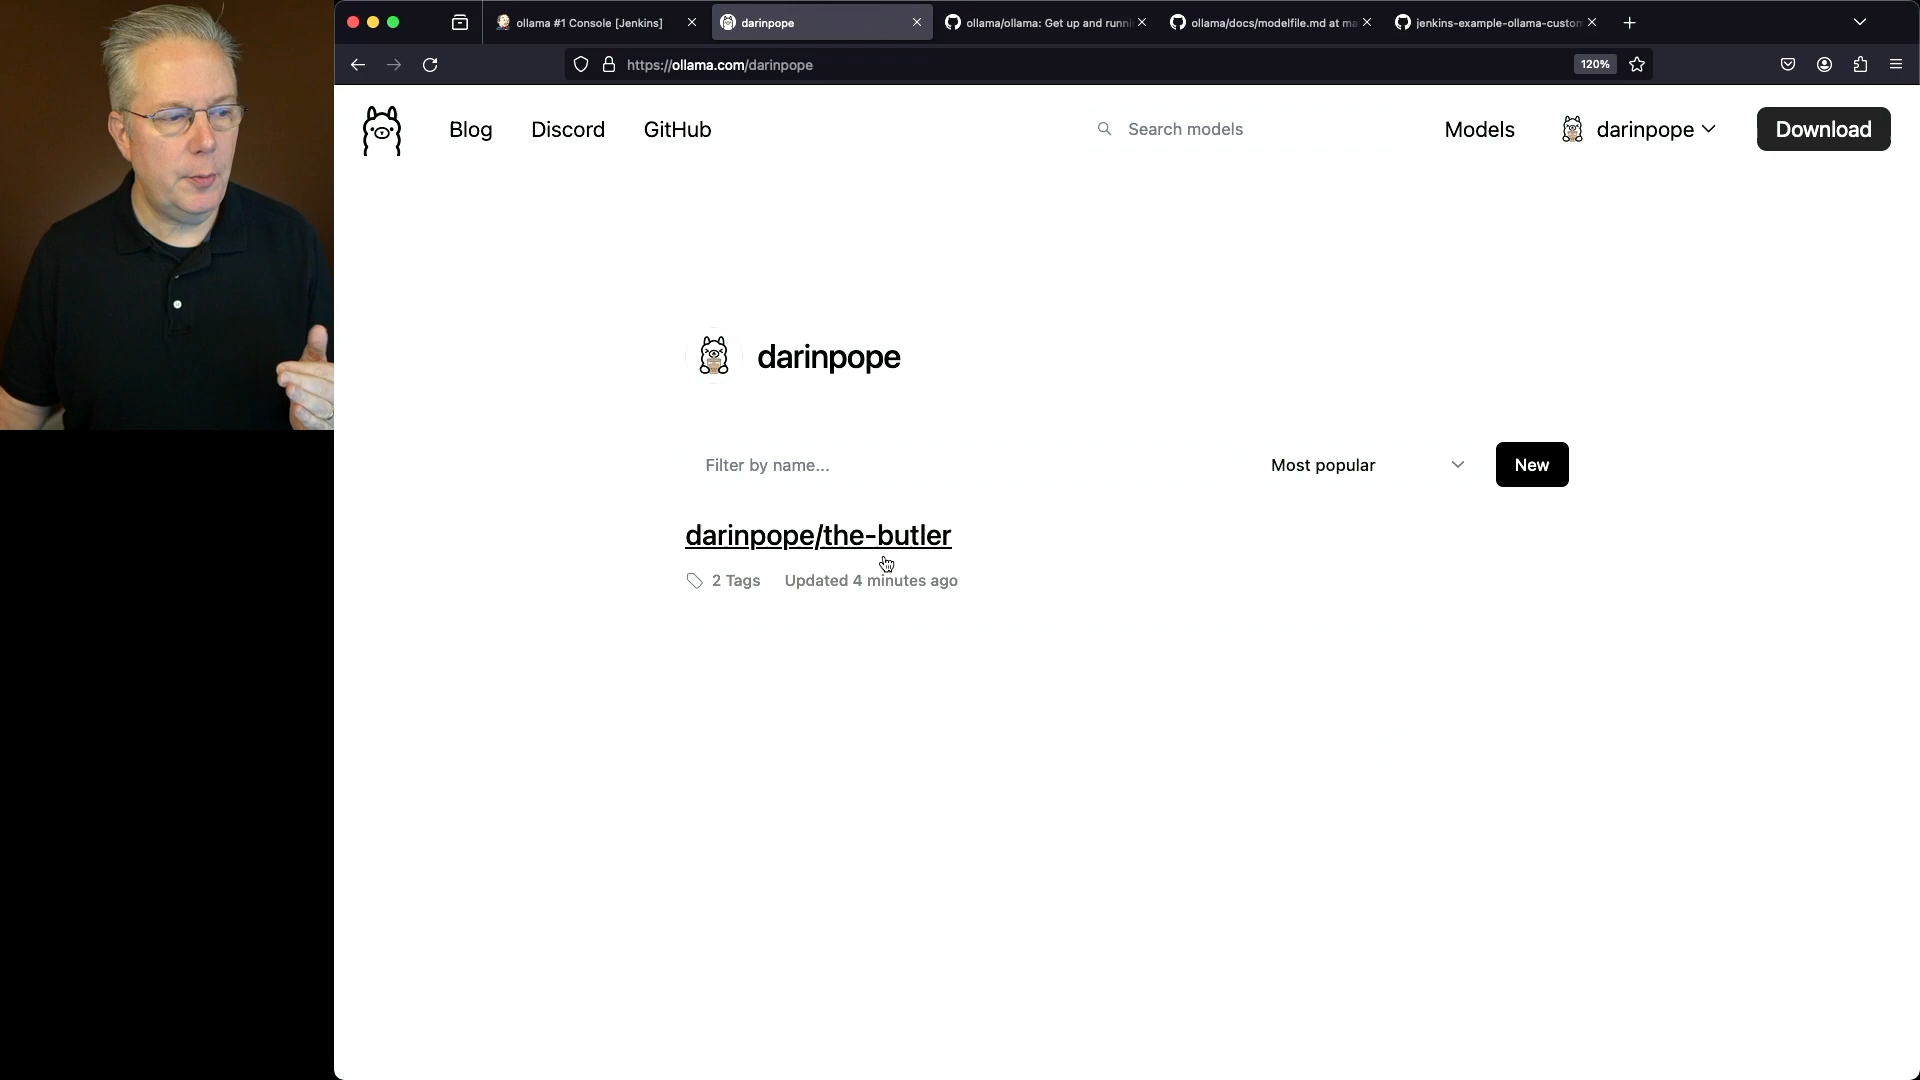 ollama #1 Console [Jenkins]
darinpope
ollama/ollama: Get up and runni
ollama/docs/modelfile.md at ma
jenkins-example-ollama-custom
https://ollama.com/darinpope
120%
Blog
Discord
GitHub
Search models
Models
darinpope
Download
darinpope
Filter by name...
Most popular
New
darinpope/the-butler
2 Tags
Updated 4 minutes ago